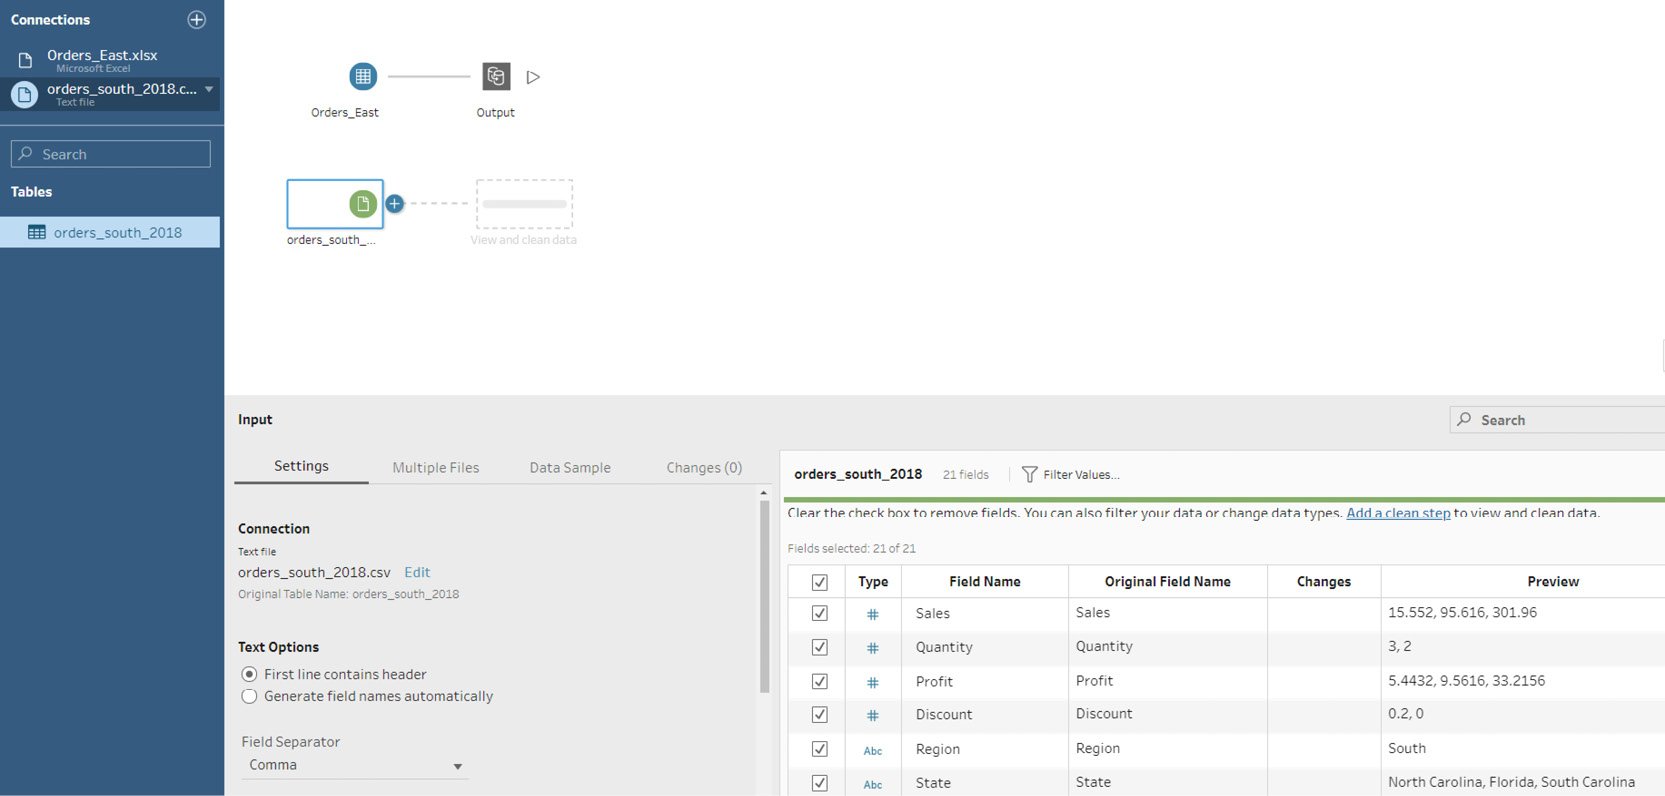 Connections
Orders_East.xlsx
Microsoft Excel
orders_south_2018.c...
Text file
Search
Tables
orders_south_2018
Orders_East
Output
orders_south_...
View and clean data
Input
Search
Settings
Multiple Files
Data Sample
Changes (0)
Connection
Text file
orders_south_2018.csv Edit
Original Table Name: orders_south_2018
Text Options
First line contains header
Generate field names automatically
Field Separator
Comma
orders_south_2018 21 fields Filter Values...
Clear the check box to remove fields. You can also filter your data or change data types. Add a clean step to view and clean data.
Fields selected: 21 of 21
Type Field Name Original Field Name Changes Preview
# Sales Sales 15.552, 95.616, 301.96
# Quantity Quantity 3, 2
# Profit Profit 5.4432, 9.5616, 33.2156
# Discount Discount 0.2, 0
Abc Region Region South
Abc State State North Carolina, Florida, South Carolina